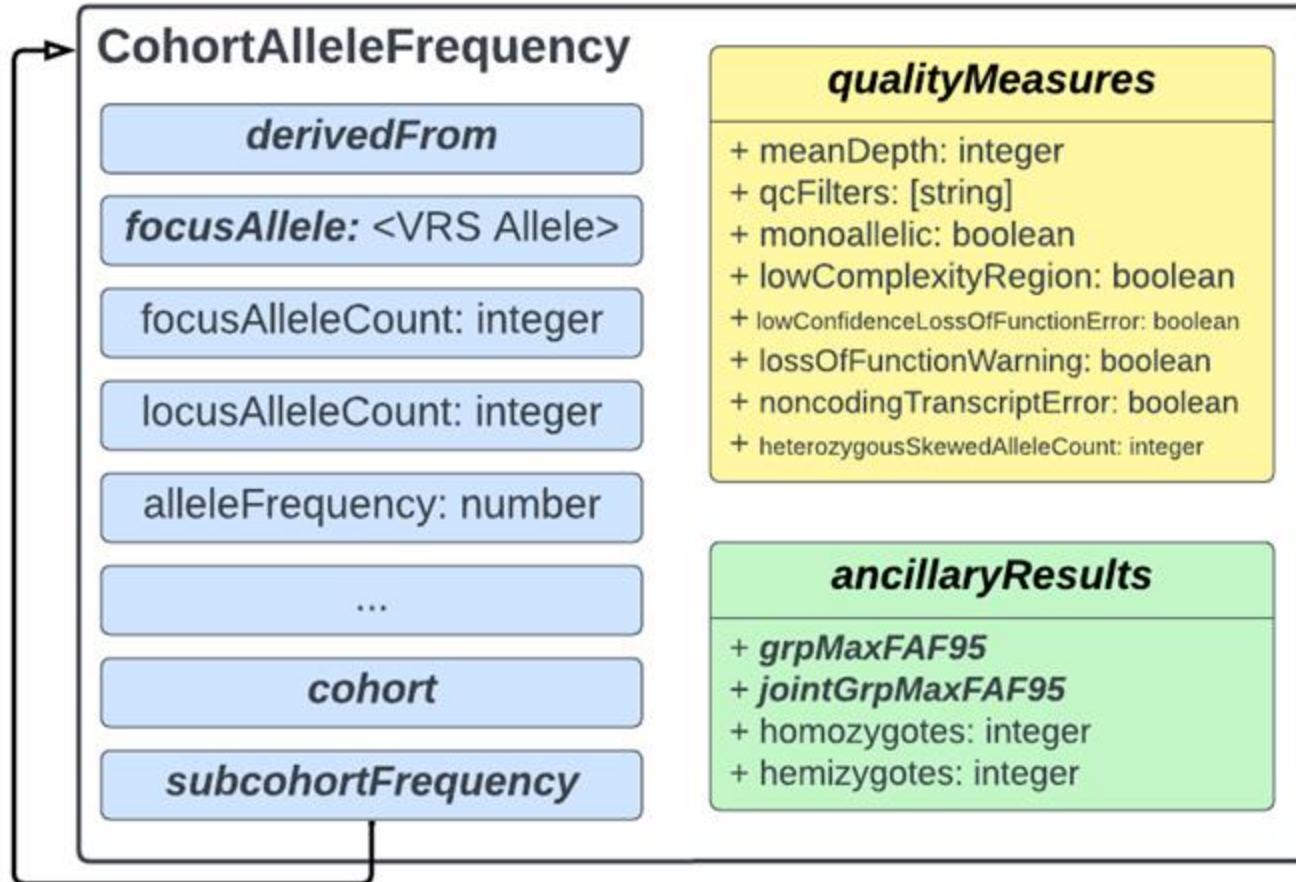 CohortAlleleFrequency
derivedFrom
focusAllele: <VRS Allele>
focusAlleleCount: integer
locusAlleleCount: integer
alleleFrequency: number
...
cohort
subcohortFrequency
qualityMeasures
+ meanDepth: integer
+ qcFilters: [string]
+ monoallelic: boolean
+ lowComplexityRegion: boolean
+ lowConfidenceLossOfFunctionError: boolean
+ lossOfFunctionWarning: boolean
+ noncodingTranscriptError: boolean
+ heterozygousSkewedAlleleCount: integer
ancillaryResults
+ grpMaxFAF95
+ jointGrpMaxFAF95
+ homozygotes: integer
+ hemizygotes: integer